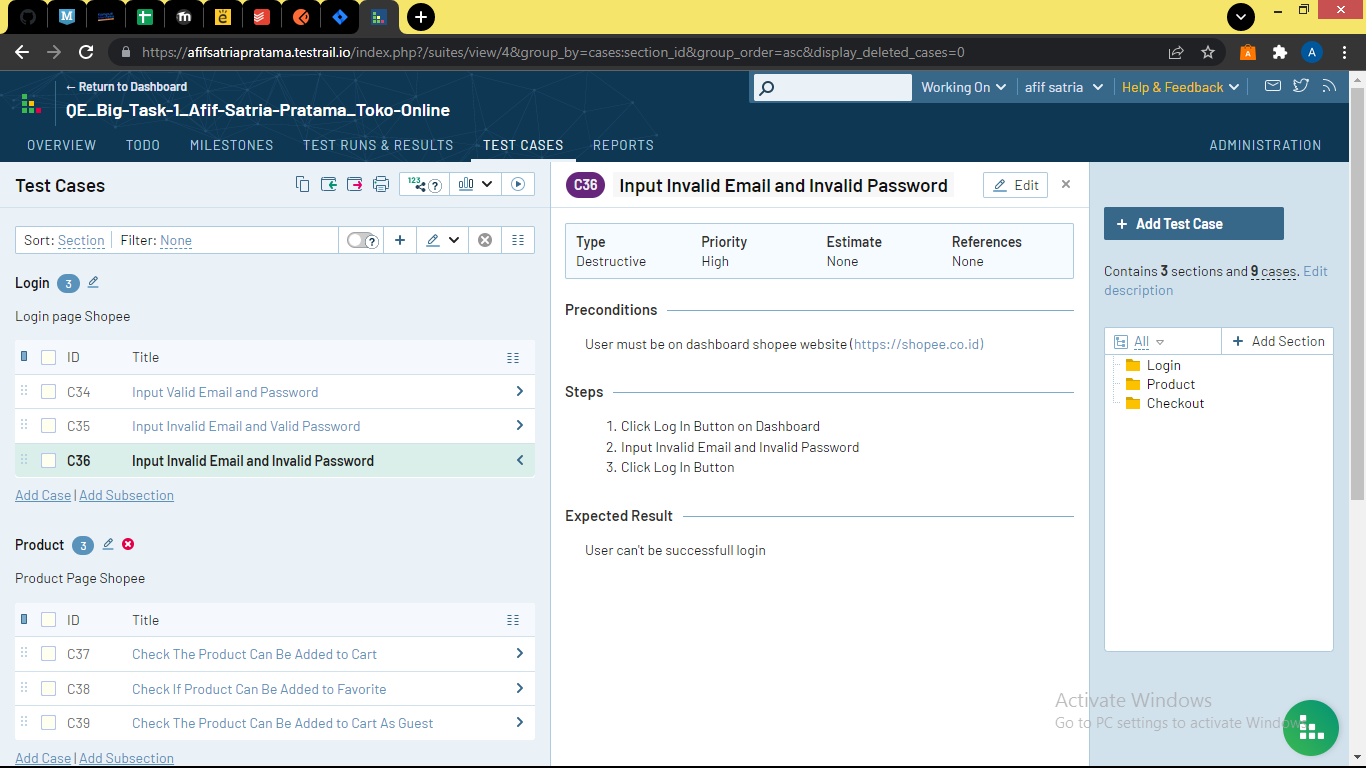 https://afifsatriapratama.testrail.io/index.php?/suites/view/4&group_by=cases:section_id&group_order=asc&display_deleted_cases=0
A
← Return to Dashboard
QE_Big-Task-1_Afif-Satria-Pratama_Toko-Online
Working On
afif satria
Help & Feedback
OVERVIEW
TODO
MILESTONES
TEST RUNS & RESULTS
TEST CASES
REPORTS
ADMINISTRATION
Test Cases
123
?
Sort: Section
Filter: None
?
Login 3
Login page Shopee
ID Title
C34 Input Valid Email and Password
C35 Input Invalid Email and Valid Password
C36 Input Invalid Email and Invalid Password
Add Case | Add Subsection
Product 3
Product Page Shopee
ID Title
C37 Check The Product Can Be Added to Cart
C38 Check If Product Can Be Added to Favorite
C39 Check The Product Can Be Added to Cart As Guest
Add Case | Add Subsection
C36 Input Invalid Email and Invalid Password
Edit
Type Priority Estimate References
Destructive High None None
Preconditions
User must be on dashboard shopee website (https://shopee.co.id)
Steps
1. Click Log In Button on Dashboard
2. Input Invalid Email and Invalid Password
3. Click Log In Button
Expected Result
User can't be successfull login
+ Add Test Case
Contains 3 sections and 9 cases. Edit
description
All
+ Add Section
Login
Product
Checkout
Activate Windows
Go to PC settings to activate Windows.